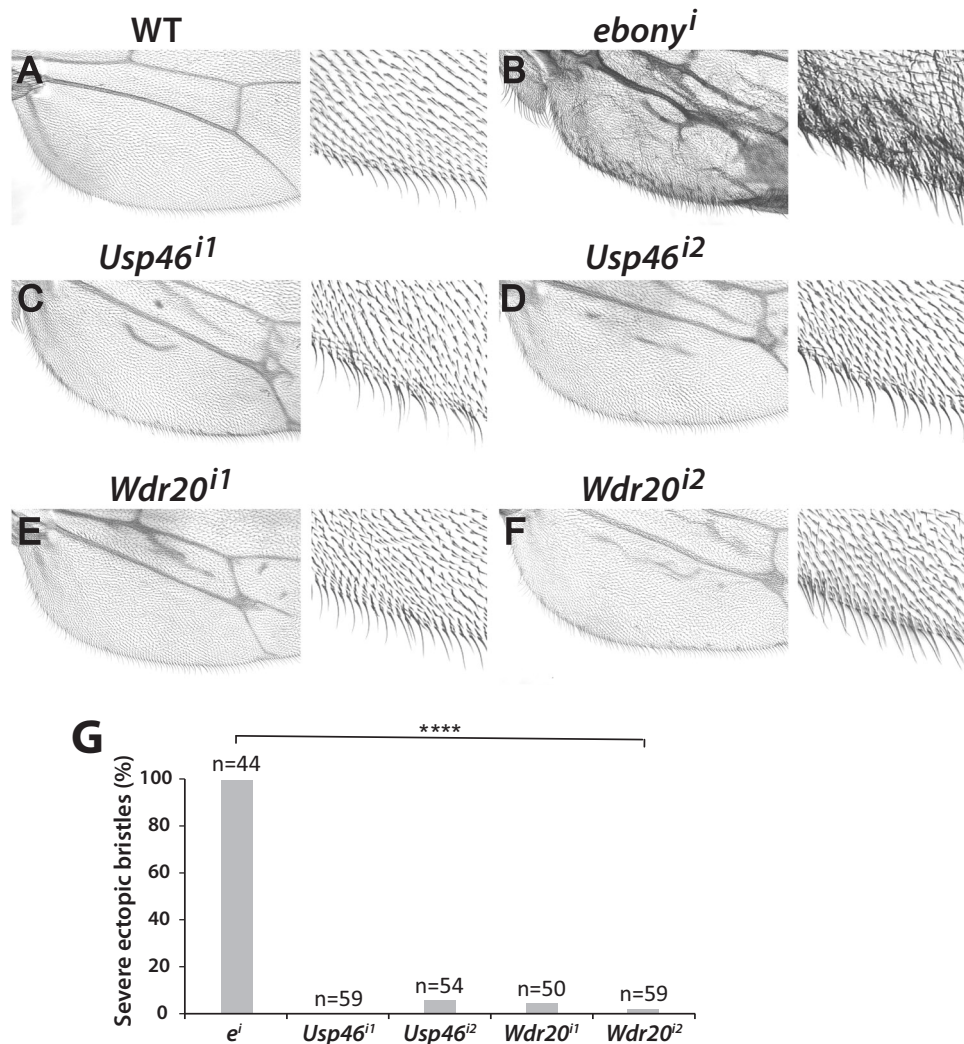 WT ebonyⁱ
A B
Usp46ⁱ¹ Usp46ⁱ²
C D
Wdr20ⁱ¹ Wdr20ⁱ²
E F
G
****
Severe ectopic bristles (%)
100
80
60
40
20
0
n=44
n=59
n=54
n=50
n=59
eⁱ Usp46ⁱ¹ Usp46ⁱ² Wdr20ⁱ¹ Wdr20ⁱ²